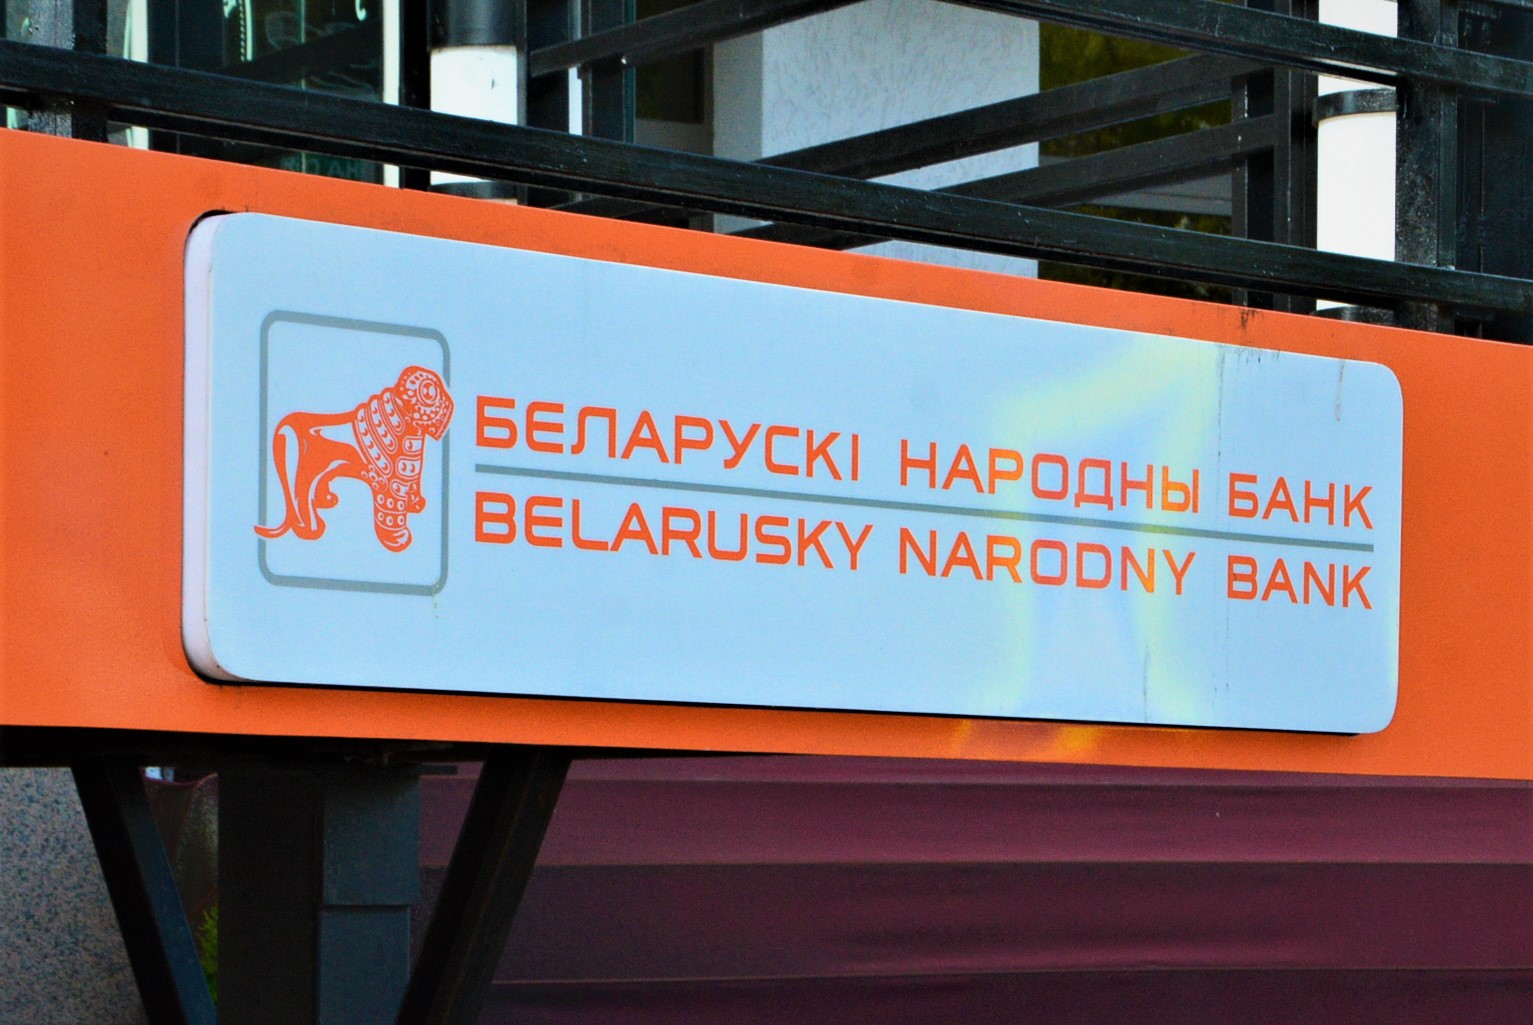 БЕЛАРУСКІ НАРОДНЫ БАНК
BELARUSKY NARODNY BANK